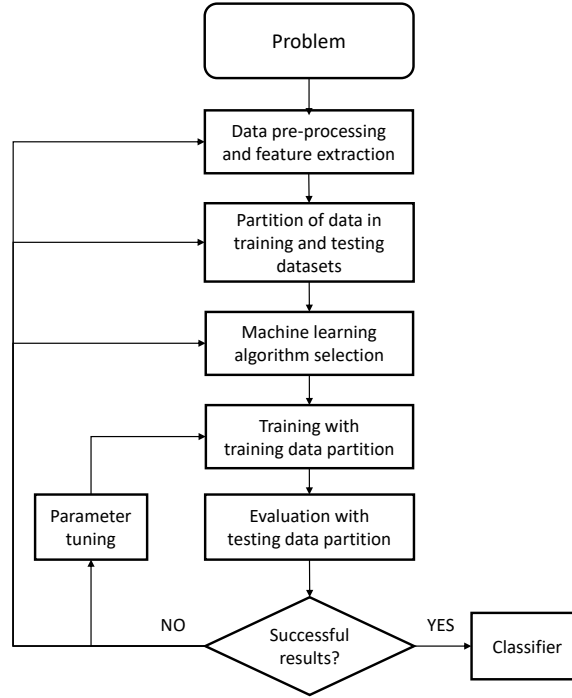 Problem
Data pre-processing
and feature extraction
Partition of data in
training and testing
datasets
Machine learning
algorithm selection
Training with
training data partition
Parameter
tuning
Evaluation with
testing data partition
NO
Successful
results?
YES
Classifier